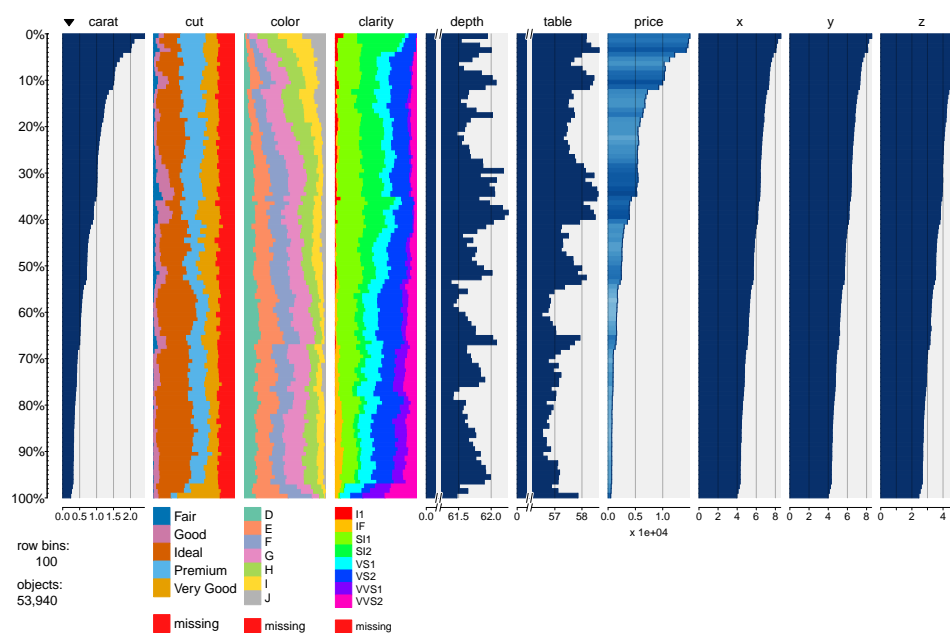 carat cut color clarity depth table price x y z
0%
10%
20%
30%
40%
50%
60%
70%
80%
90%
100%
0.0 0.5 1.0 1.5 2.0 0.0 61.5 62.0 0 57 58 0.0 0.5 1.0 0 2 4 6 8 0 2 4 6 8 0 2 4
x 1e+04
row bins:
100
objects:
53,940
Fair
Good
Ideal
Premium
Very Good
missing
D
E
F
G
H
I
J
missing
I1
IF
SI1
SI2
VS1
VS2
VVS1
VVS2
missing